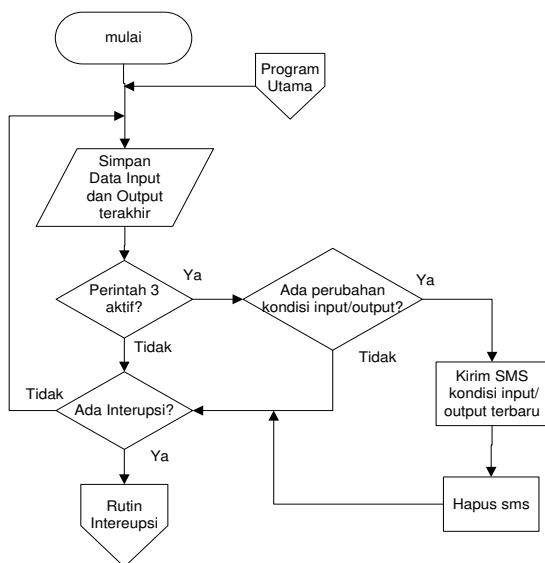 mulai
Program
Utama
Simpan
Data Input
dan Output
terakhir
Perintah 3
aktif?
Ya
Ada perubahan
kondisi input/output?
Ya
Tidak
Tidak
Kirim SMS
kondisi input/
output terbaru
Tidak
Ada Interupsi?
Ya
Hapus sms
Rutin
Intereupsi